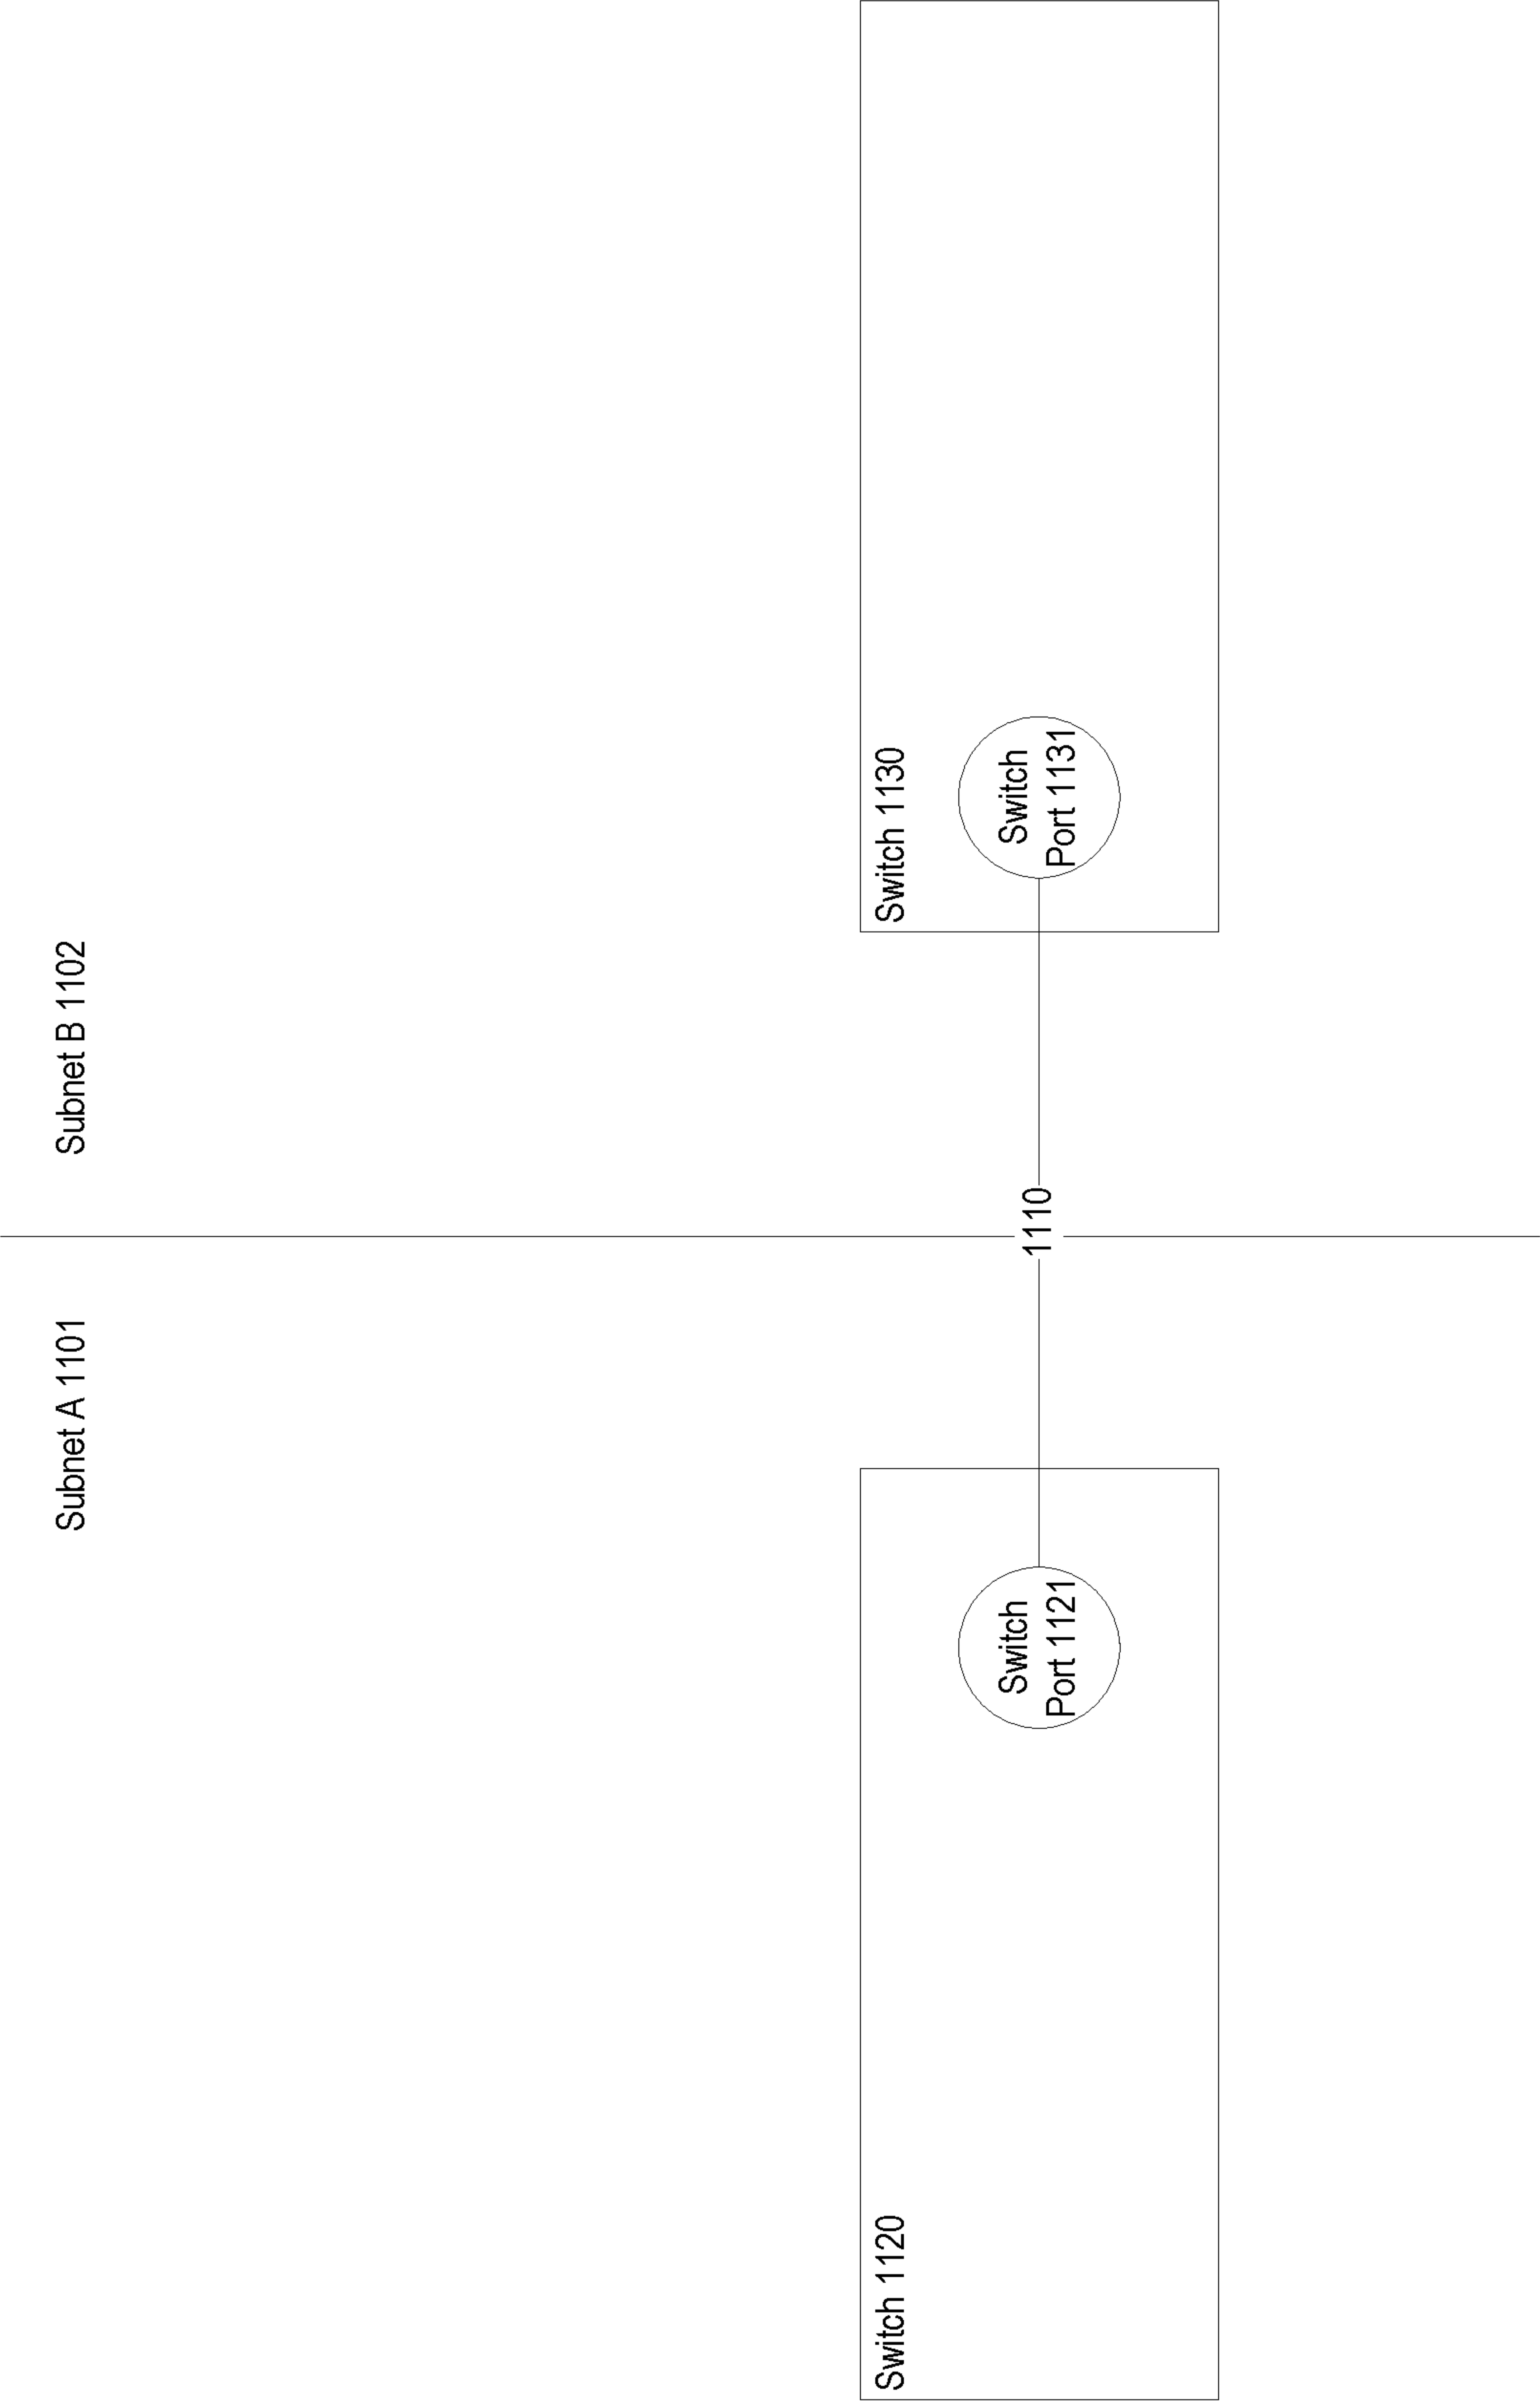 Subnet A 1101
Subnet B 1102
Switch 1120
Switch 1130
Switch
Port 1121
1110
Switch
Port 1131